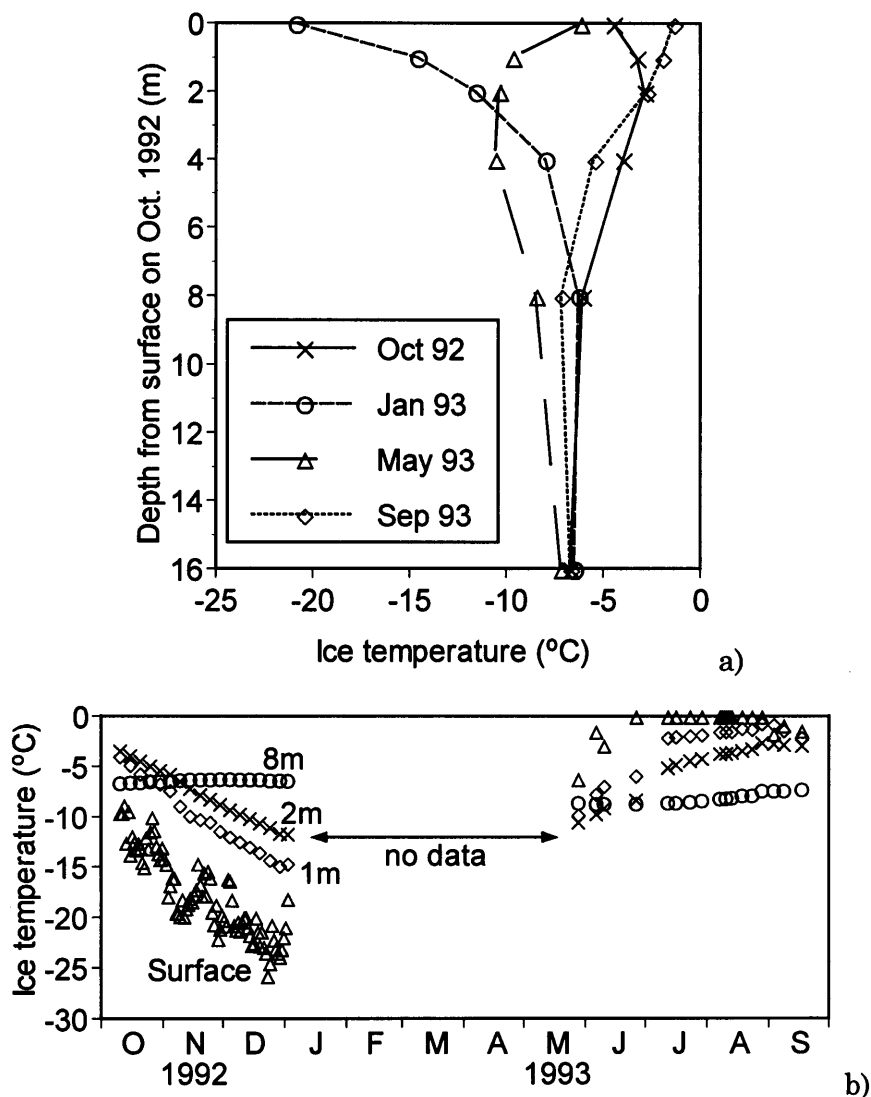 0
2
4
6
8
10
12
14
16
Depth from surface on Oct. 1992 (m)
Oct 92
Jan 93
May 93
Sep 93
-25 -20 -15 -10 -5 0
Ice temperature (ºC)
a)
0
-5
-10
-15
-20
-25
-30
Ice temperature (ºC)
8m
2m
1m
no data
Surface
O N D J F M A M J J A S
1992 1993
b)